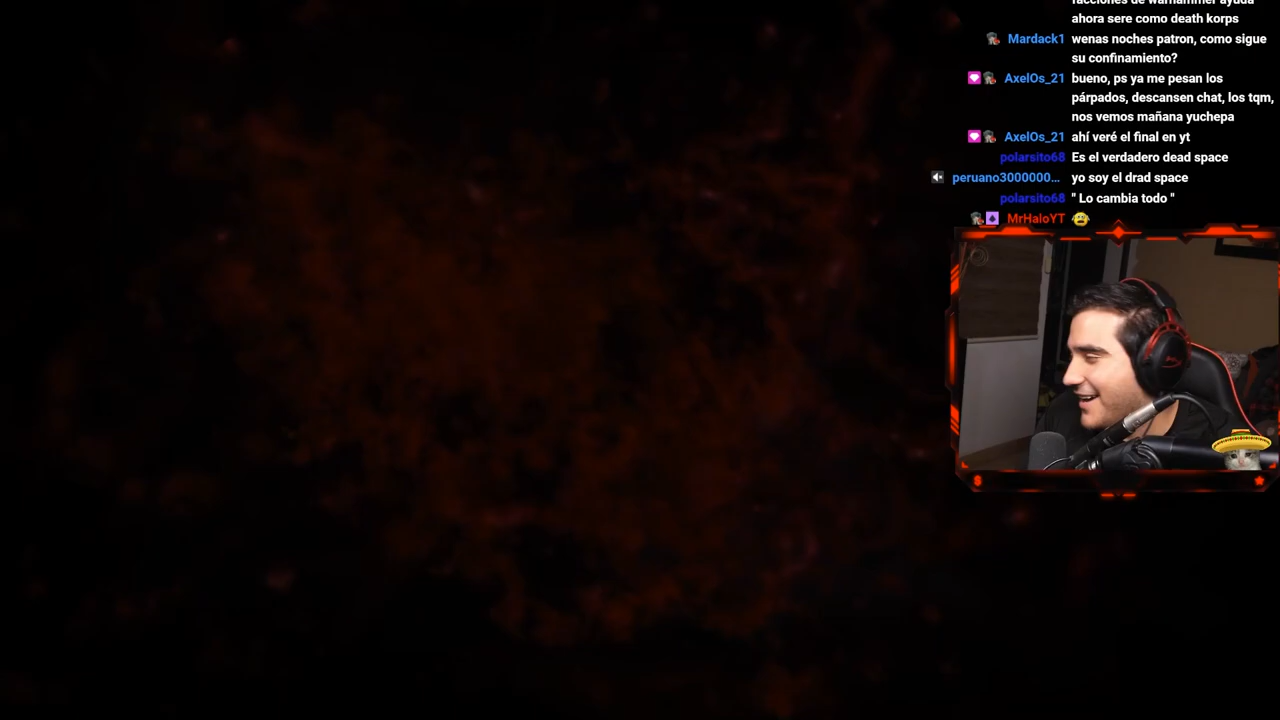 facciones de warhammer ayuda
ahora sere como death korps
Mardack1 wenas noches patron, como sigue
su confinamiento?
AxelOs_21 bueno, ps ya me pesan los
párpados, descansen chat, los tqm,
nos vemos mañana yuchepa
AxelOs_21 ahí veré el final en yt
polarsito68 Es el verdadero dead space
peruano3000000… yo soy el drad space
polarsito68 " Lo cambia todo "
MrHaloYT